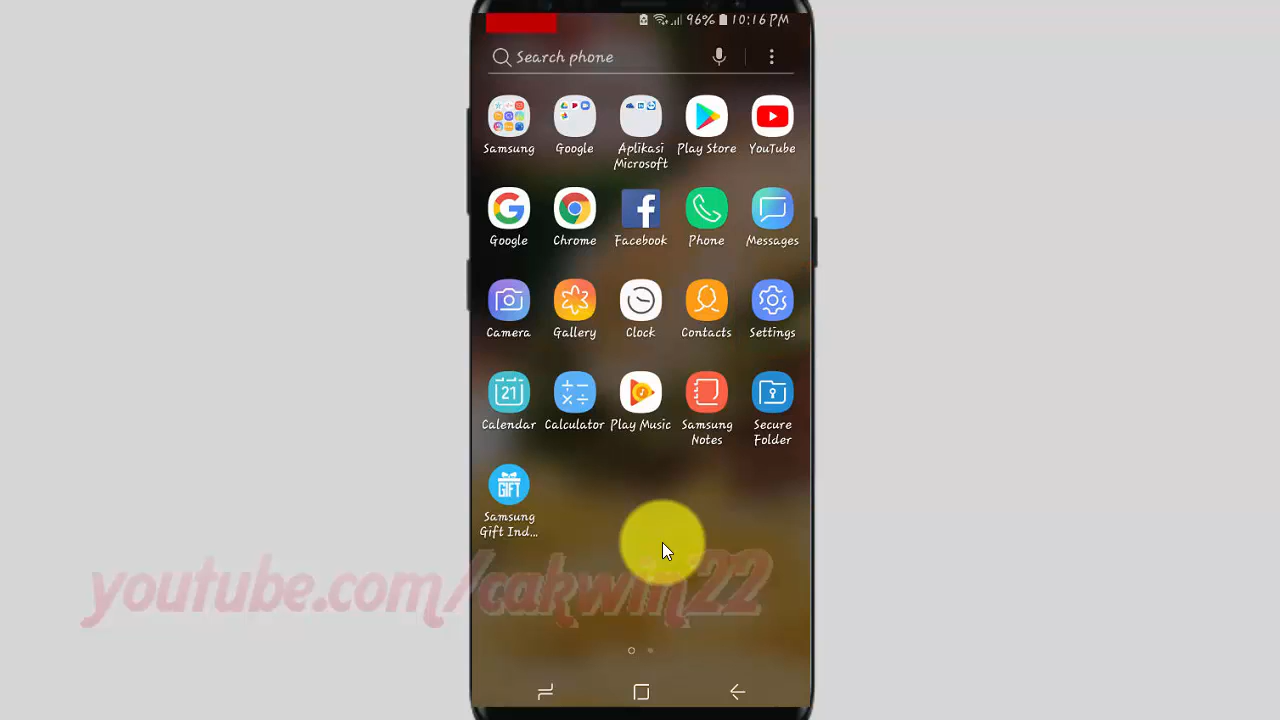 96% 10:16 PM
Search phone
Samsung Google Aplikasi Microsoft Play Store YouTube
Google Chrome Facebook Phone Messages
Camera Gallery Clock Contacts Settings
21
Calendar Calculator Play Music Samsung Notes Secure Folder
GIFT
Samsung Gift Ind...
youtube.com/cakwin22